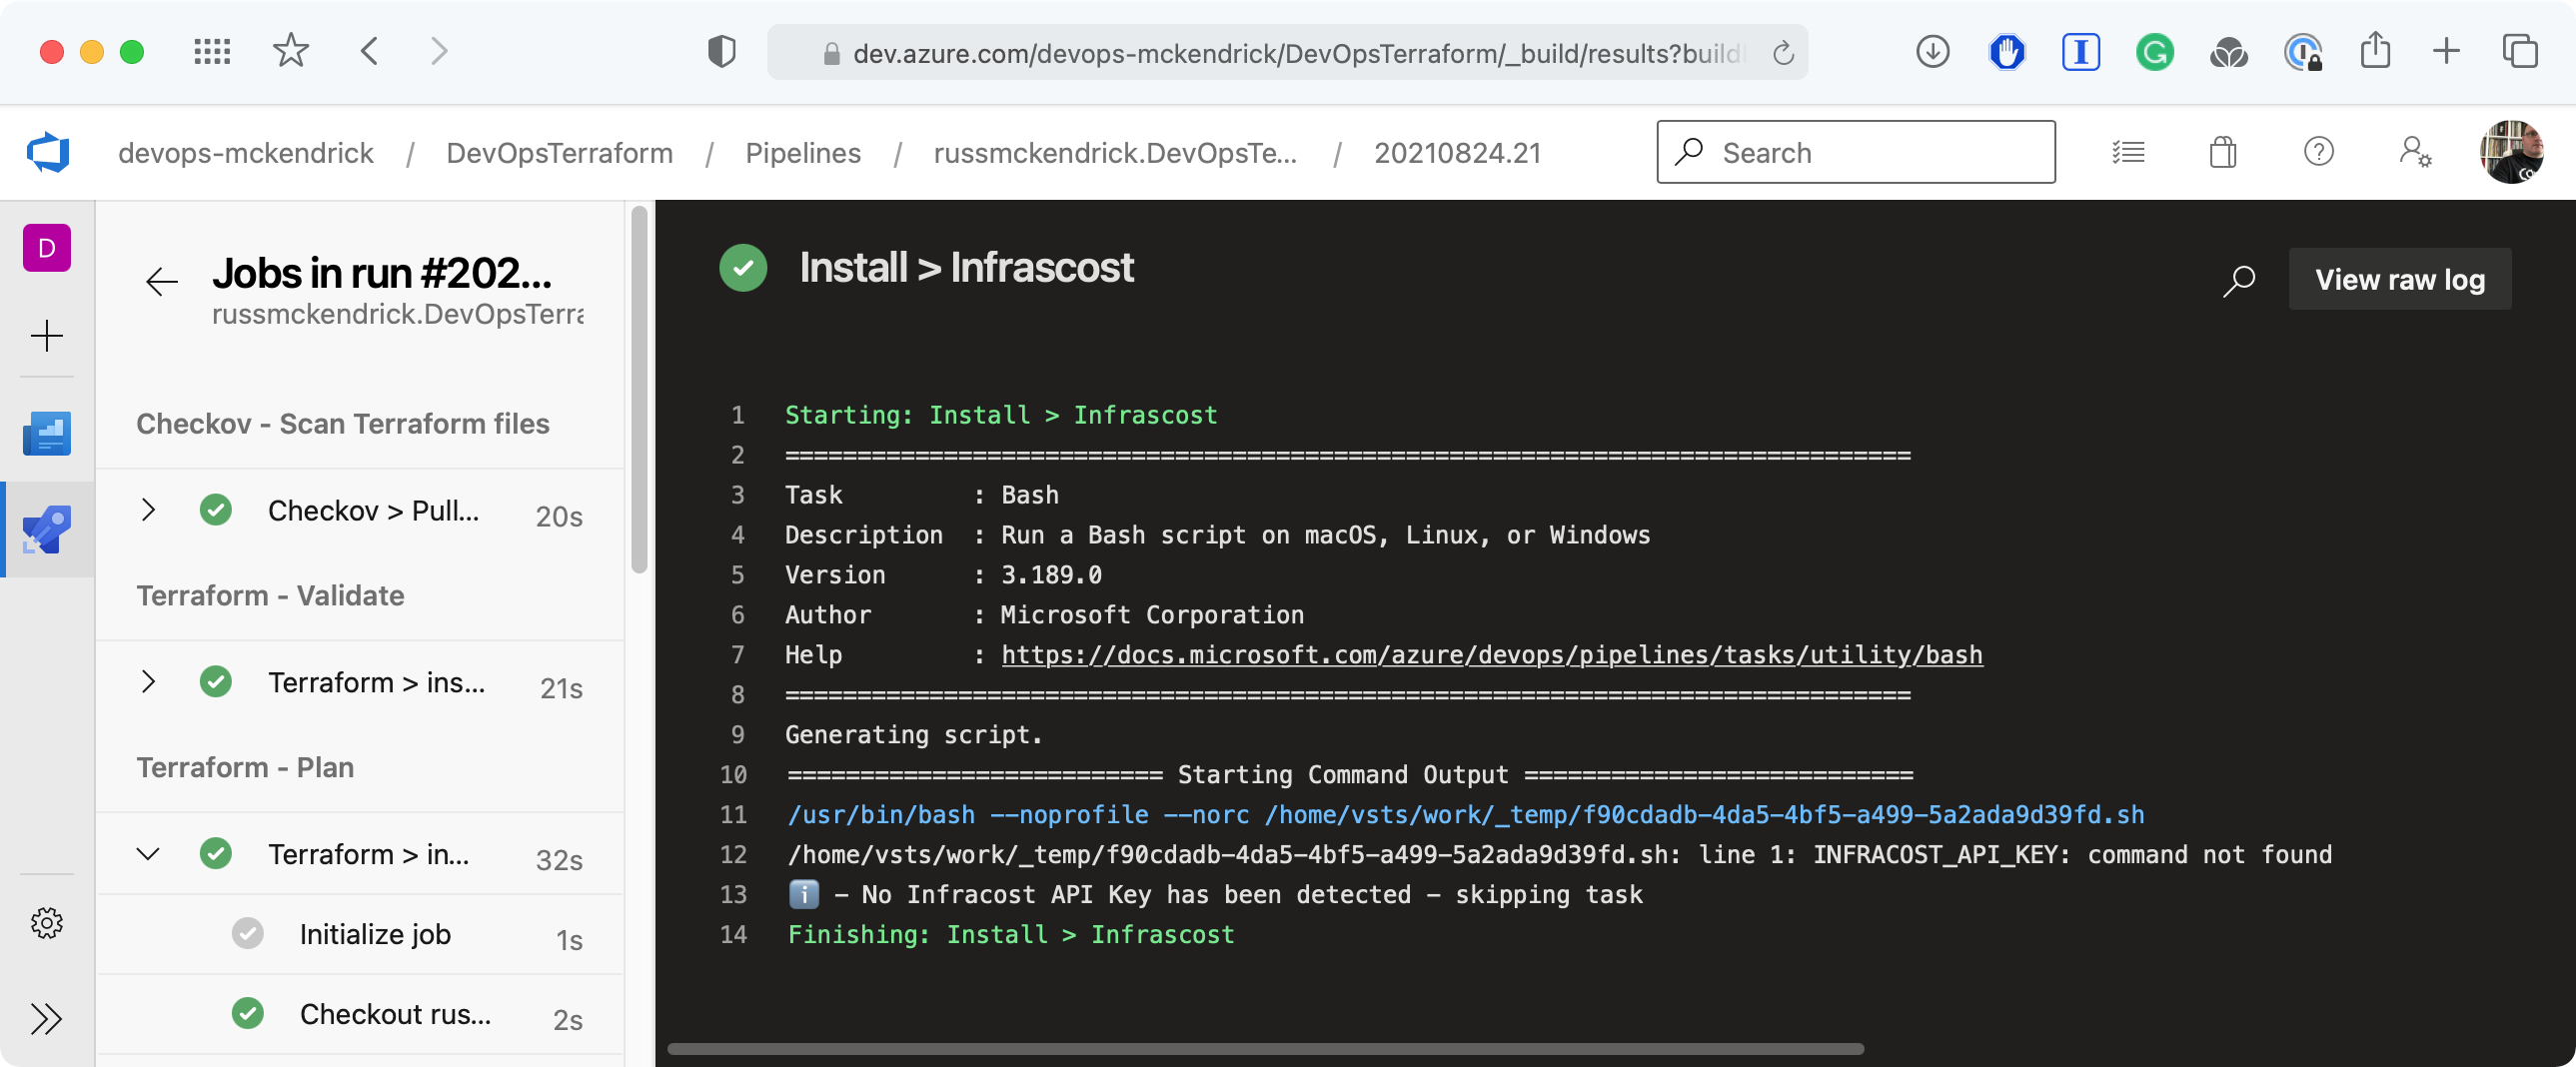 dev.azure.com/devops-mckendrick/DevOpsTerraform/_build/results?build
devops-mckendrick / DevOpsTerraform / Pipelines / russmckendrick.DevOpsTe... / 20210824.21
Search
D
Jobs in run #202...
russmckendrick.DevOpsTerra
Checkov - Scan Terraform files
Checkov > Pull... 20s
Terraform - Validate
Terraform > ins... 21s
Terraform - Plan
Terraform > in... 32s
Initialize job 1s
Checkout rus... 2s
Install > Infrascost
View raw log
1 Starting: Install > Infrascost
2 ==============================================================================
3 Task         : Bash
4 Description  : Run a Bash script on macOS, Linux, or Windows
5 Version      : 3.189.0
6 Author       : Microsoft Corporation
7 Help         : https://docs.microsoft.com/azure/devops/pipelines/tasks/utility/bash
8 ==============================================================================
9 Generating script.
10 ========================== Starting Command Output ===========================
11 /usr/bin/bash --noprofile --norc /home/vsts/work/_temp/f90cdadb-4da5-4bf5-a499-5a2ada9d39fd.sh
12 /home/vsts/work/_temp/f90cdadb-4da5-4bf5-a499-5a2ada9d39fd.sh: line 1: INFRACOST_API_KEY: command not found
13 ℹ️ - No Infracost API Key has been detected - skipping task
14 Finishing: Install > Infrascost